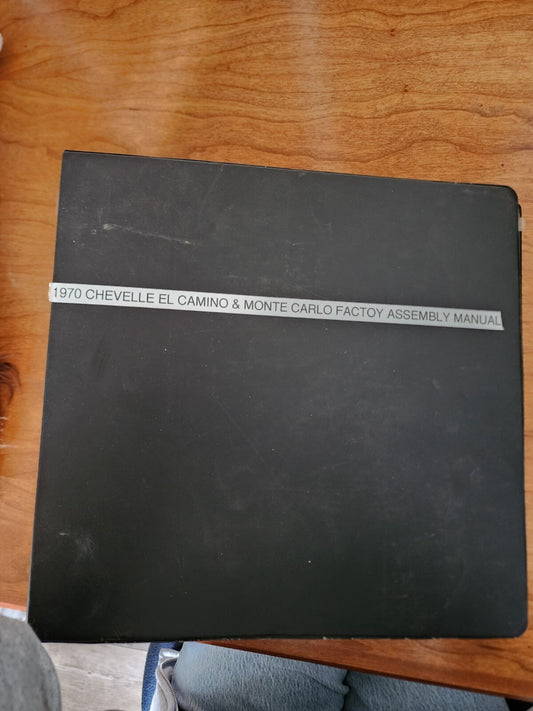 1970 CHEVELLE EL CAMINO & MONTE CARLO FACTOY ASSEMBLY MANUAL